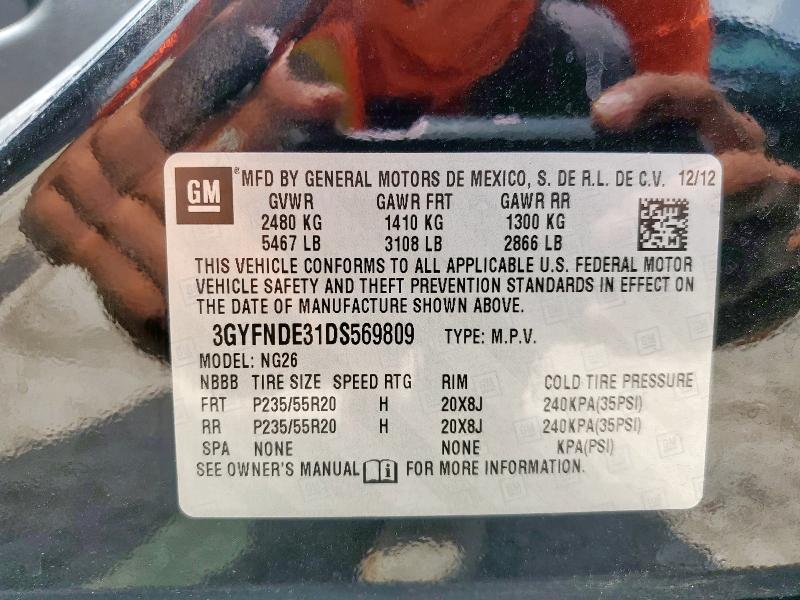 GM ® MFD BY GENERAL MOTORS DE MEXICO, S. DE R.L. DE C.V. 12/12
GVWR GAWR FRT GAWR RR
2480 KG 1410 KG 1300 KG
5467 LB 3108 LB 2866 LB
THIS VEHICLE CONFORMS TO ALL APPLICABLE U.S. FEDERAL MOTOR
VEHICLE SAFETY AND THEFT PREVENTION STANDARDS IN EFFECT ON
THE DATE OF MANUFACTURE SHOWN ABOVE.
3GYFNDE31DS569809 TYPE: M.P.V.
MODEL: NG26
NBBB TIRE SIZE SPEED RTG RIM COLD TIRE PRESSURE
FRT P235/55R20 H 20X8J 240KPA(35PSI)
RR P235/55R20 H 20X8J 240KPA(35PSI)
SPA NONE NONE KPA(PSI)
SEE OWNER'S MANUAL i FOR MORE INFORMATION.